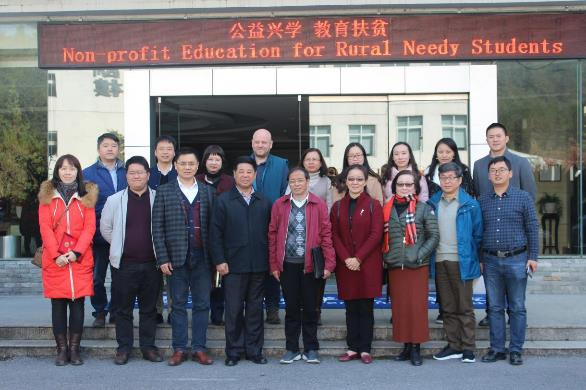 公益兴学 教育扶贫
Non-profit Education for Rural Needy Students